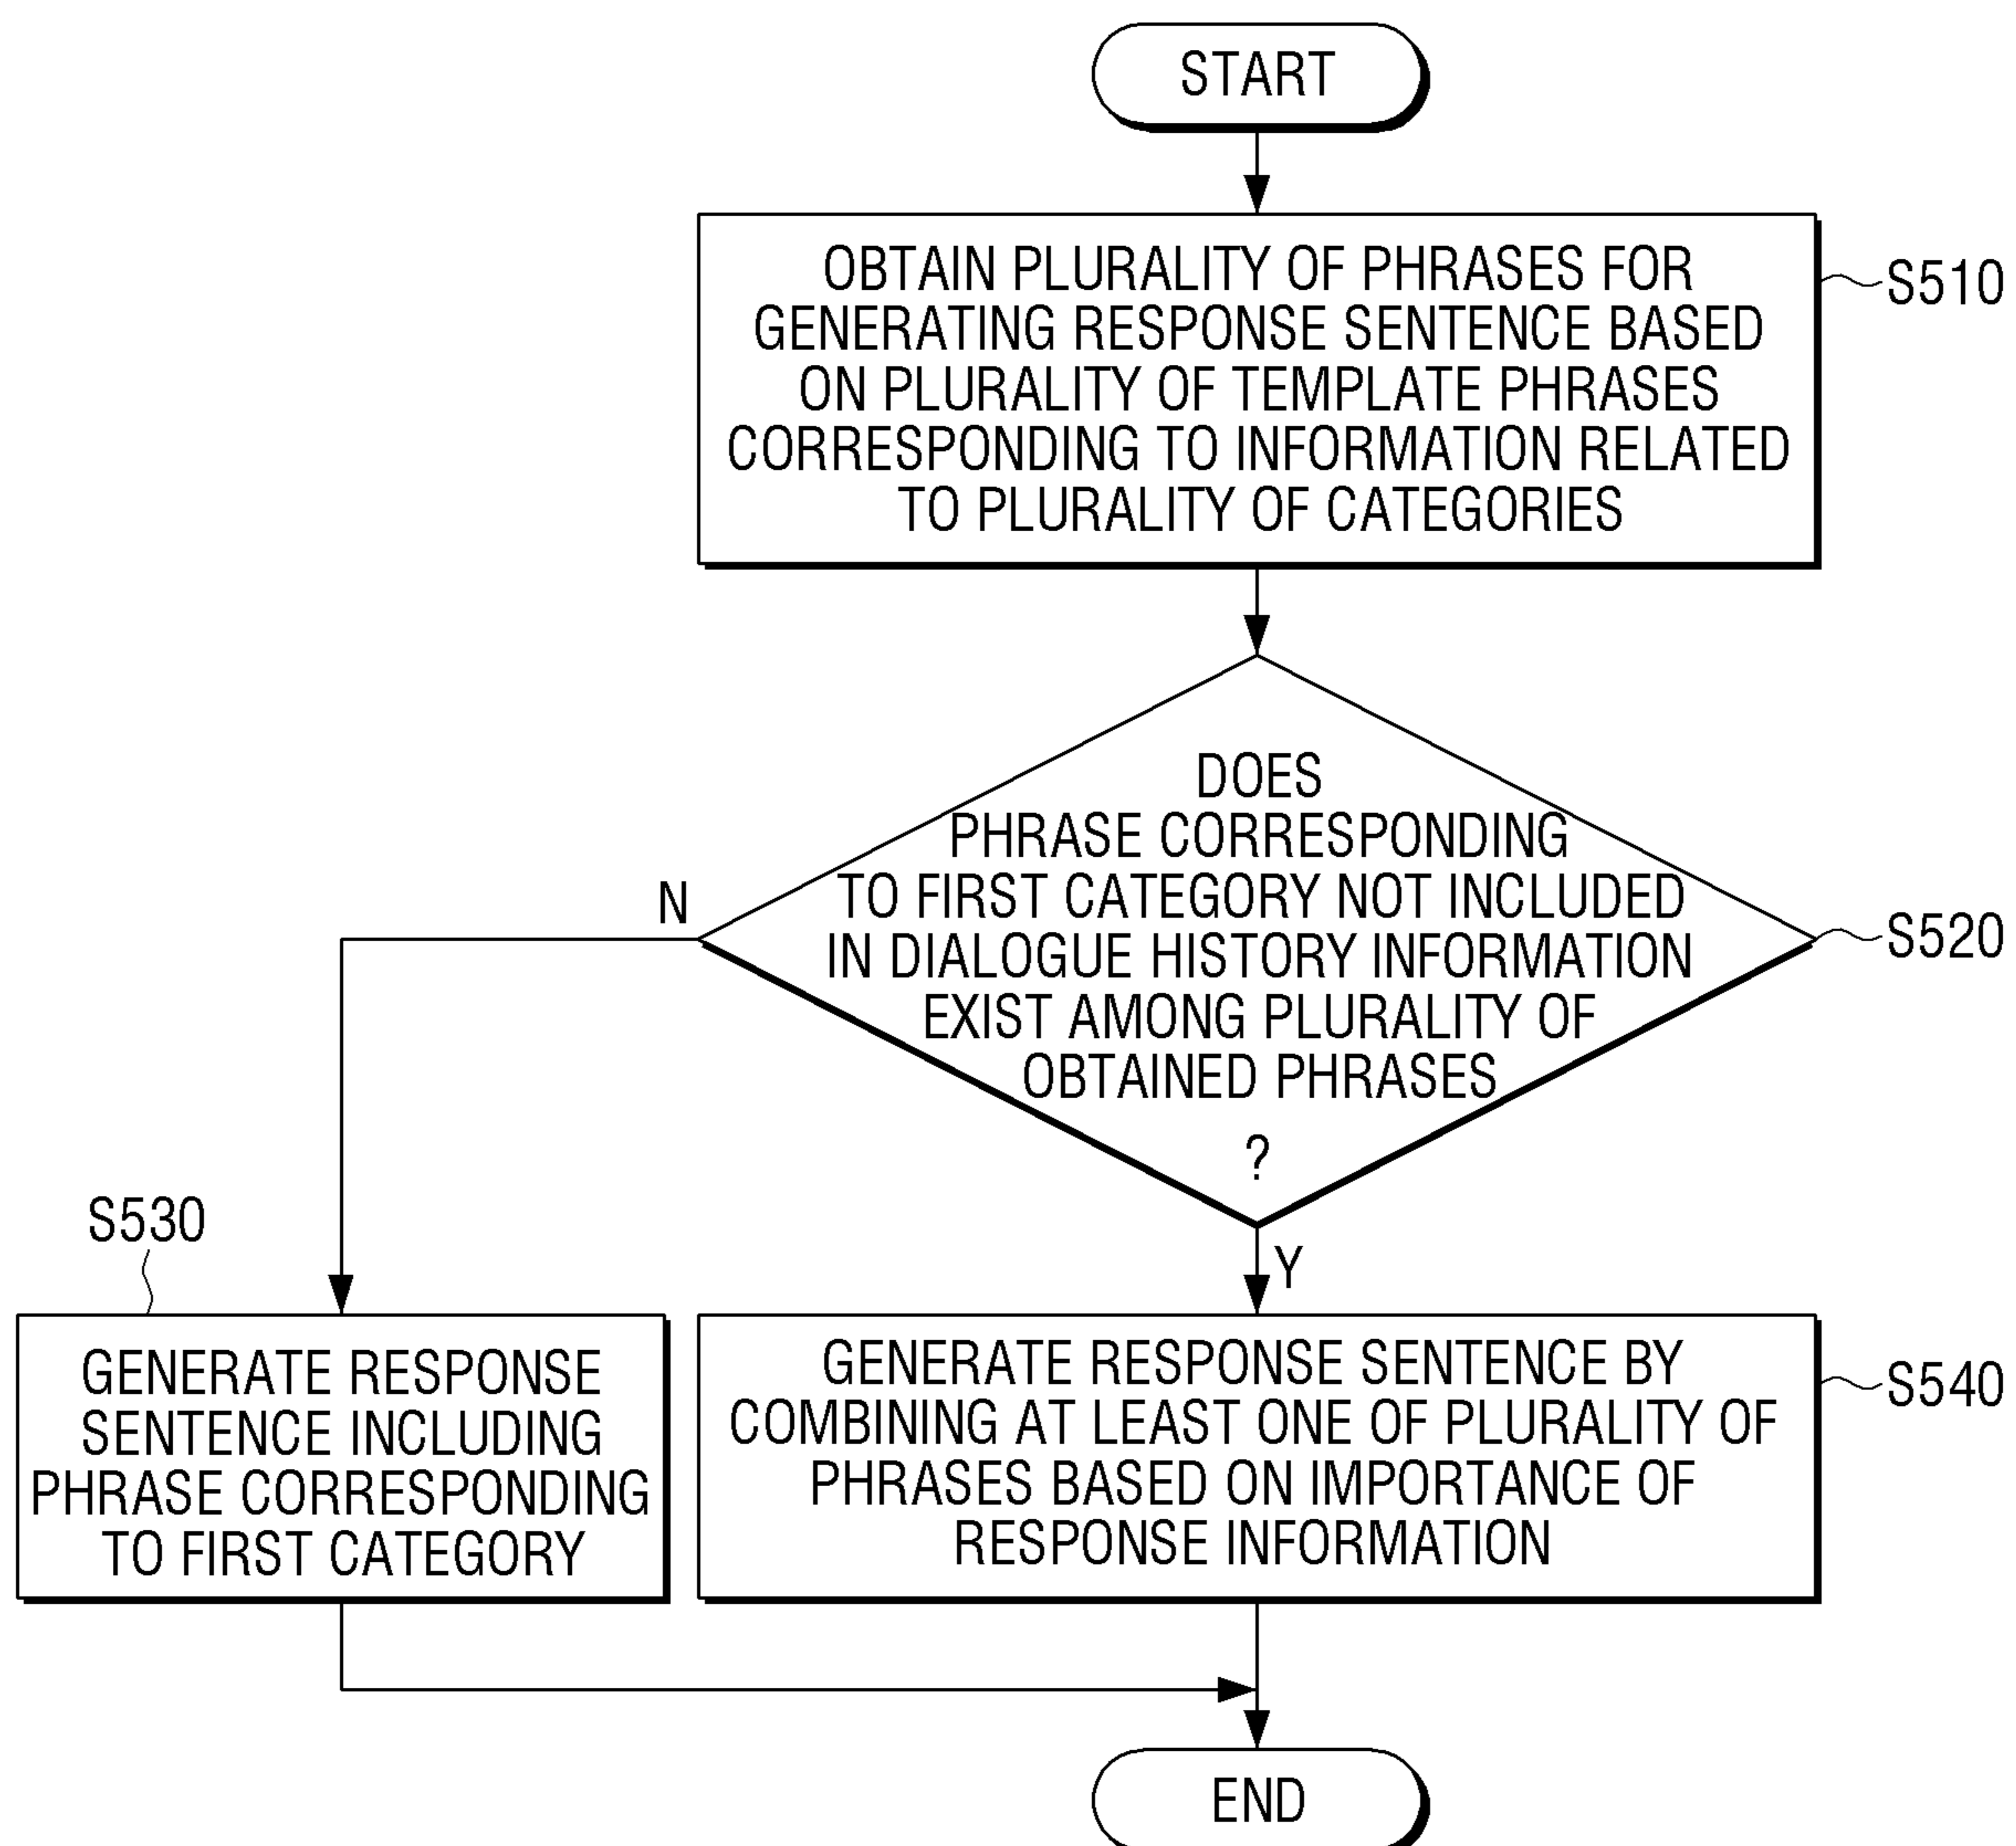 START
OBTAIN PLURALITY OF PHRASES FOR
GENERATING RESPONSE SENTENCE BASED
ON PLURALITY OF TEMPLATE PHRASES
CORRESPONDING TO INFORMATION RELATED
TO PLURALITY OF CATEGORIES
S510
DOES
PHRASE CORRESPONDING
TO FIRST CATEGORY NOT INCLUDED
IN DIALOGUE HISTORY INFORMATION
EXIST AMONG PLURALITY OF
OBTAINED PHRASES
?
S520
N
Y
S530
GENERATE RESPONSE
SENTENCE INCLUDING
PHRASE CORRESPONDING
TO FIRST CATEGORY
GENERATE RESPONSE SENTENCE BY
COMBINING AT LEAST ONE OF PLURALITY OF
PHRASES BASED ON IMPORTANCE OF
RESPONSE INFORMATION
S540
END